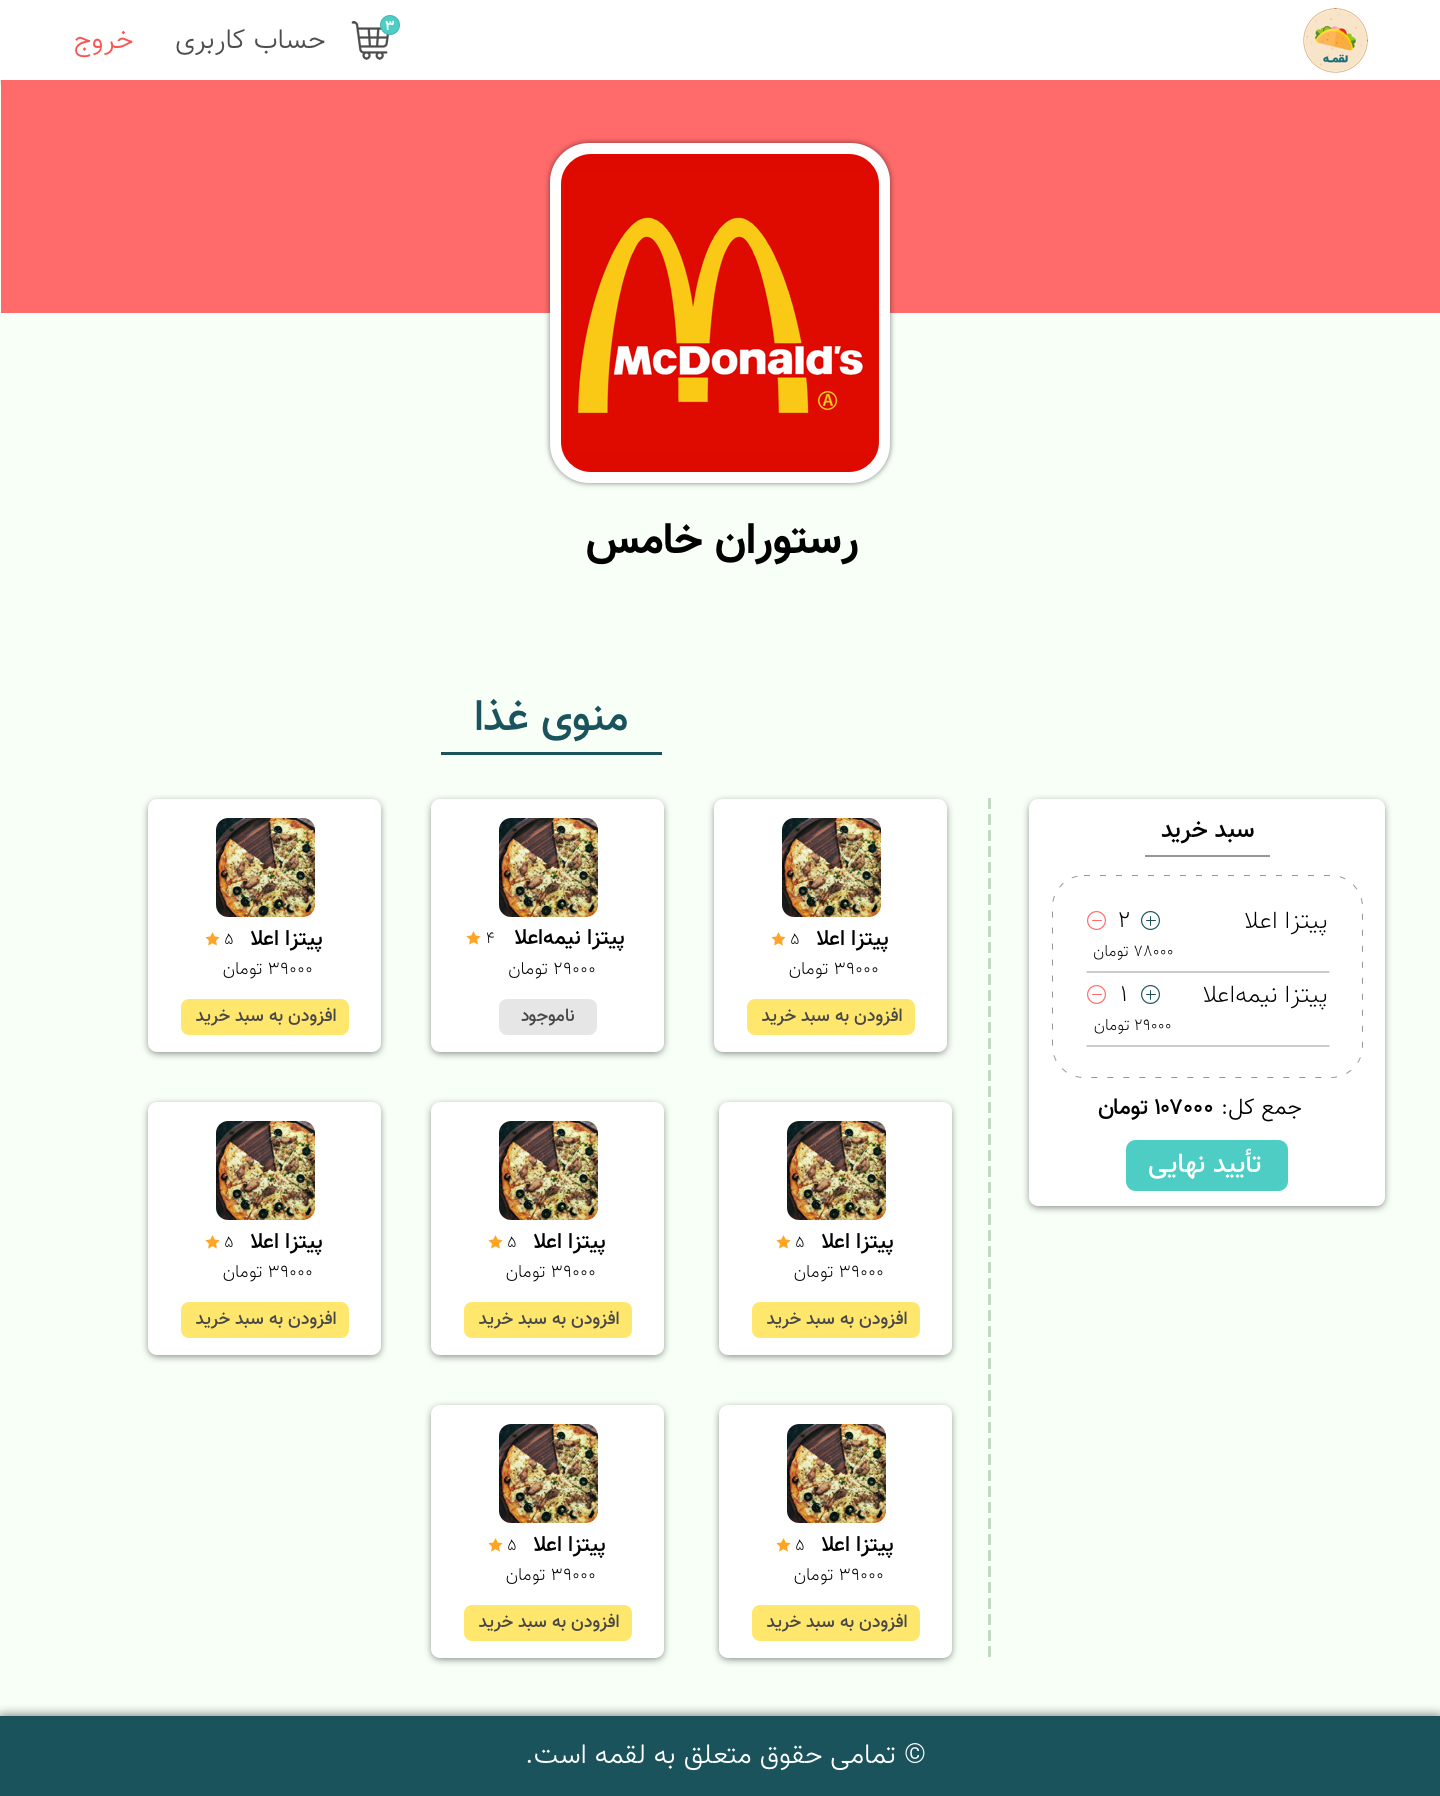 لقمه
۳
حساب کاربری
خروج
McDonald's
A
رستوران خامس
منوی غذا
سبد خرید
پیتزا اعلا
۲
۷۸۰۰۰ تومان
پیتزا نیمه‌اعلا
۱
۲۹۰۰۰ تومان
جمع کل: ۱۰۷۰۰۰ تومان
تأیید نهایی
پیتزا اعلا ۵
۳۹۰۰۰ تومان
افزودن به سبد خرید
پیتزا نیمه‌اعلا ۴
۲۹۰۰۰ تومان
ناموجود
پیتزا اعلا ۵
۳۹۰۰۰ تومان
افزودن به سبد خرید
پیتزا اعلا ۵
۳۹۰۰۰ تومان
افزودن به سبد خرید
پیتزا اعلا ۵
۳۹۰۰۰ تومان
افزودن به سبد خرید
پیتزا اعلا ۵
۳۹۰۰۰ تومان
افزودن به سبد خرید
پیتزا اعلا ۵
۳۹۰۰۰ تومان
افزودن به سبد خرید
پیتزا اعلا ۵
۳۹۰۰۰ تومان
افزودن به سبد خرید
© تمامی حقوق متعلق به لقمه است.